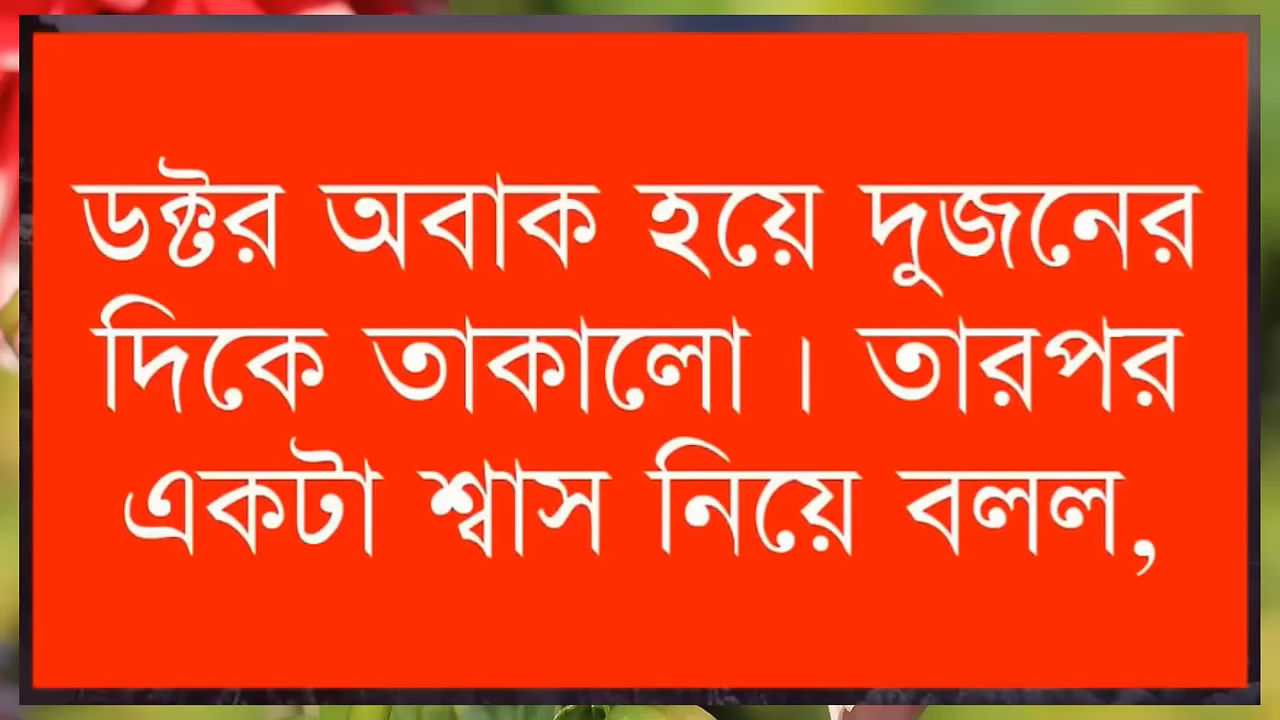 ডক্টর অবাক হয়ে দুজনের
দিকে তাকালো। তারপর
একটা শ্বাস নিয়ে বলল,